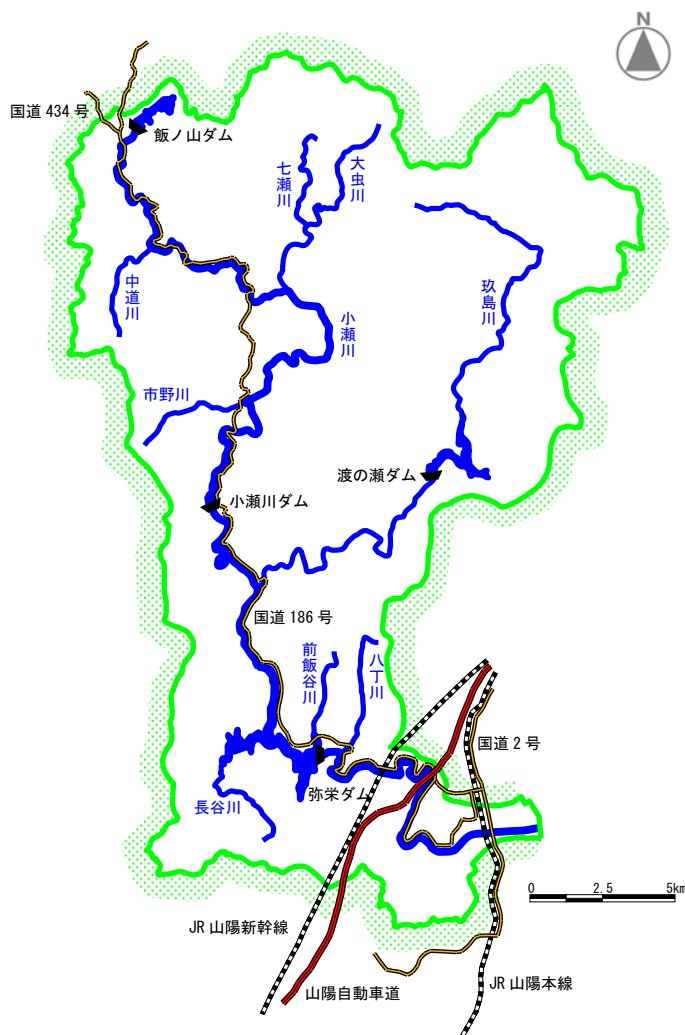 N
国道 434 号
飯ノ山ダム
七瀬川
大虫川
中道川
玖島川
小瀬川
市野川
渡の瀬ダム
小瀬川ダム
国道 186 号
前飯谷川
八丁川
国道 2 号
弥栄ダム
長谷川
0 2.5 5km
JR 山陽新幹線
山陽自動車道
JR 山陽本線